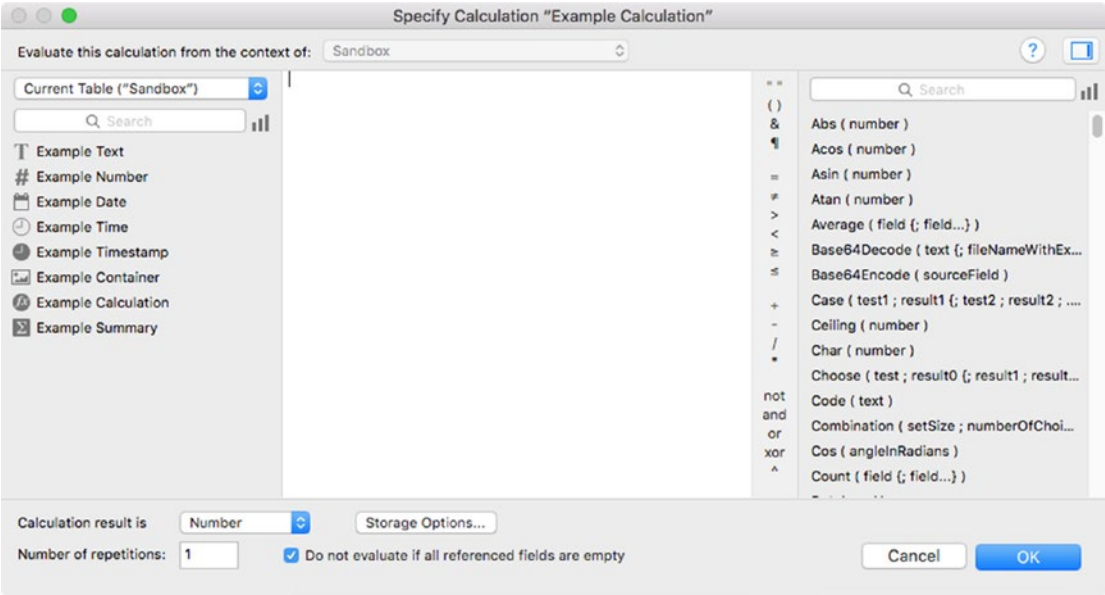 Specify Calculation “Example Calculation”
Evaluate this calculation from the context of: Sandbox
?
Current Table (“Sandbox”)
Search
Example Text
Example Number
Example Date
Example Time
Example Timestamp
Example Container
Example Calculation
Example Summary
" "
( )
&
¶
=
≠
>
<
≥
≤
+
-
/
*
not
and
or
xor
^
Search
Abs ( number )
Acos ( number )
Asin ( number )
Atan ( number )
Average ( field {; field...} )
Base64Decode ( text {; fileNameWithEx...
Base64Encode ( sourceField )
Case ( test1 ; result1 {; test2 ; result2 ; ....
Ceiling ( number )
Char ( number )
Choose ( test ; result0 {; result1 ; result...
Code ( text )
Combination ( setSize ; numberOfChoi...
Cos ( angleInRadians )
Count ( field {; field...} )
Calculation result is Number Storage Options...
Number of repetitions: 1 Do not evaluate if all referenced fields are empty
Cancel OK